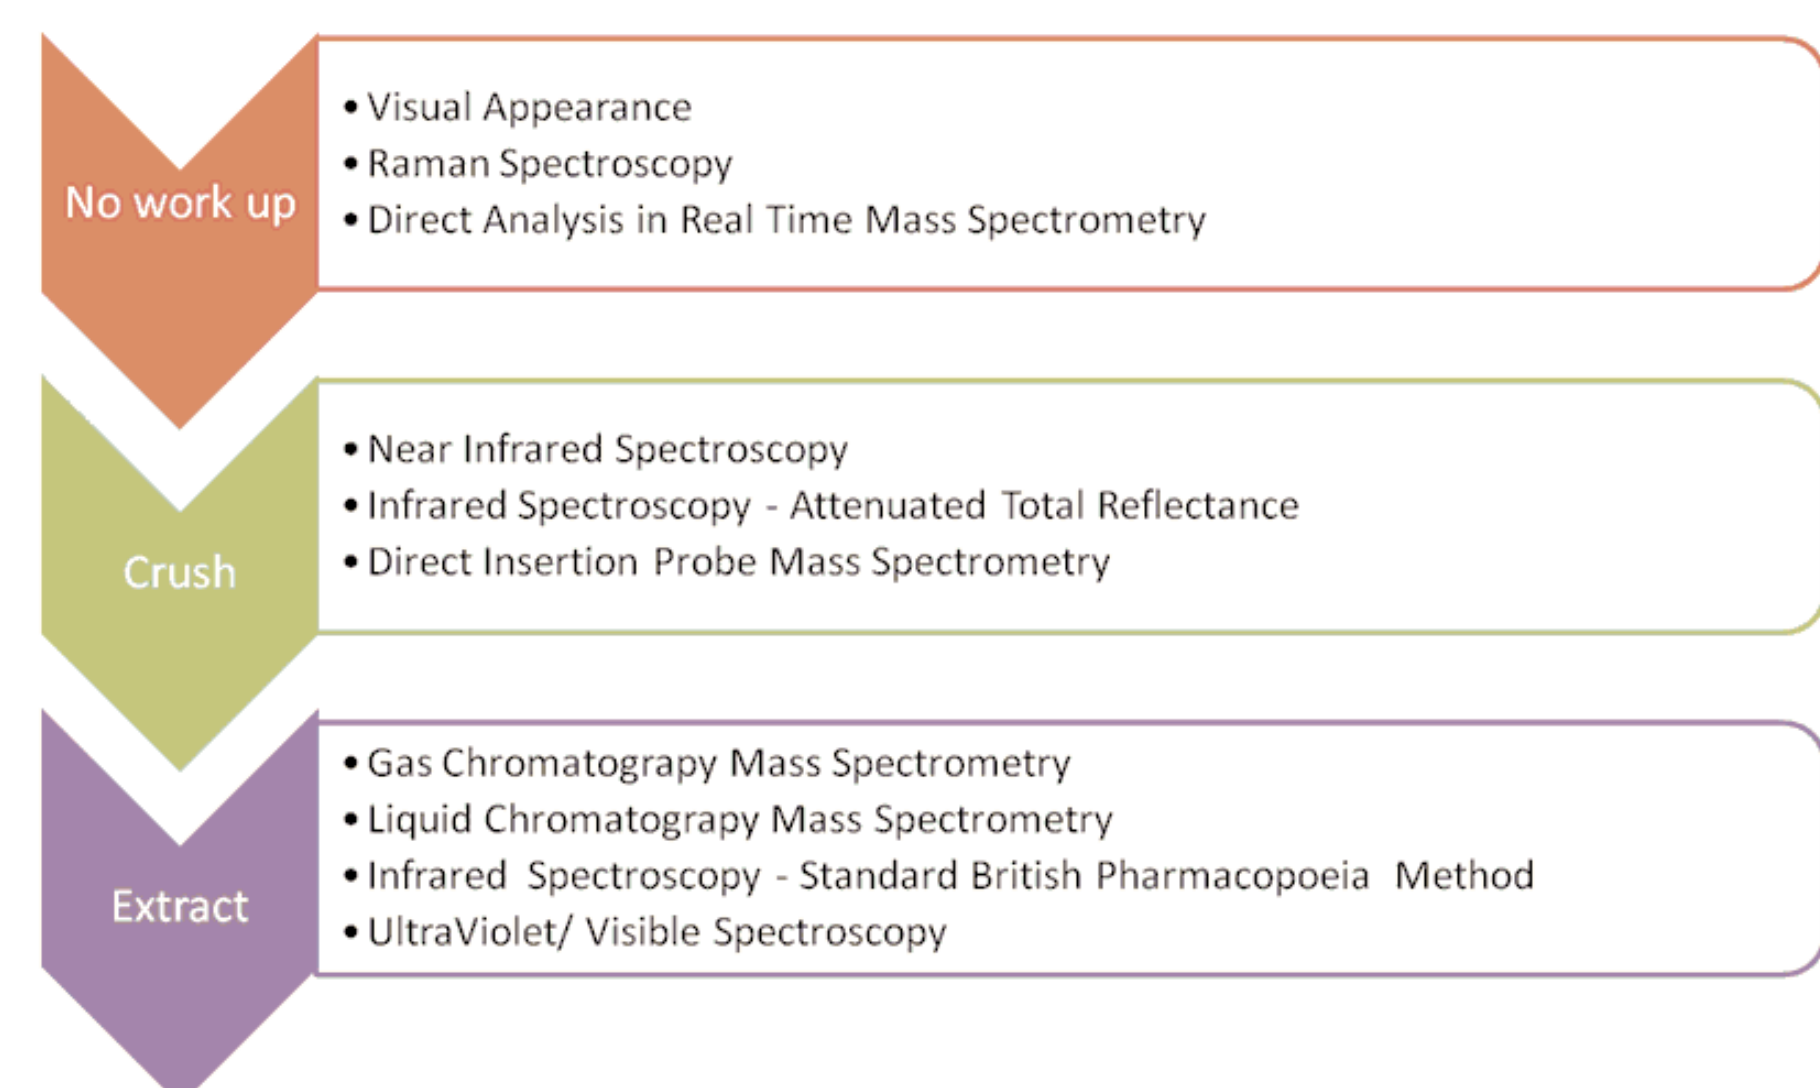 No work up
• Visual Appearance
• Raman Spectroscopy
• Direct Analysis in Real Time Mass Spectrometry
Crush
• Near Infrared Spectroscopy
• Infrared Spectroscopy - Attenuated Total Reflectance
• Direct Insertion Probe Mass Spectrometry
Extract
• Gas Chromatograpy Mass Spectrometry
• Liquid Chromatograpy Mass Spectrometry
• Infrared Spectroscopy - Standard British Pharmacopoeia Method
• UltraViolet/ Visible Spectroscopy